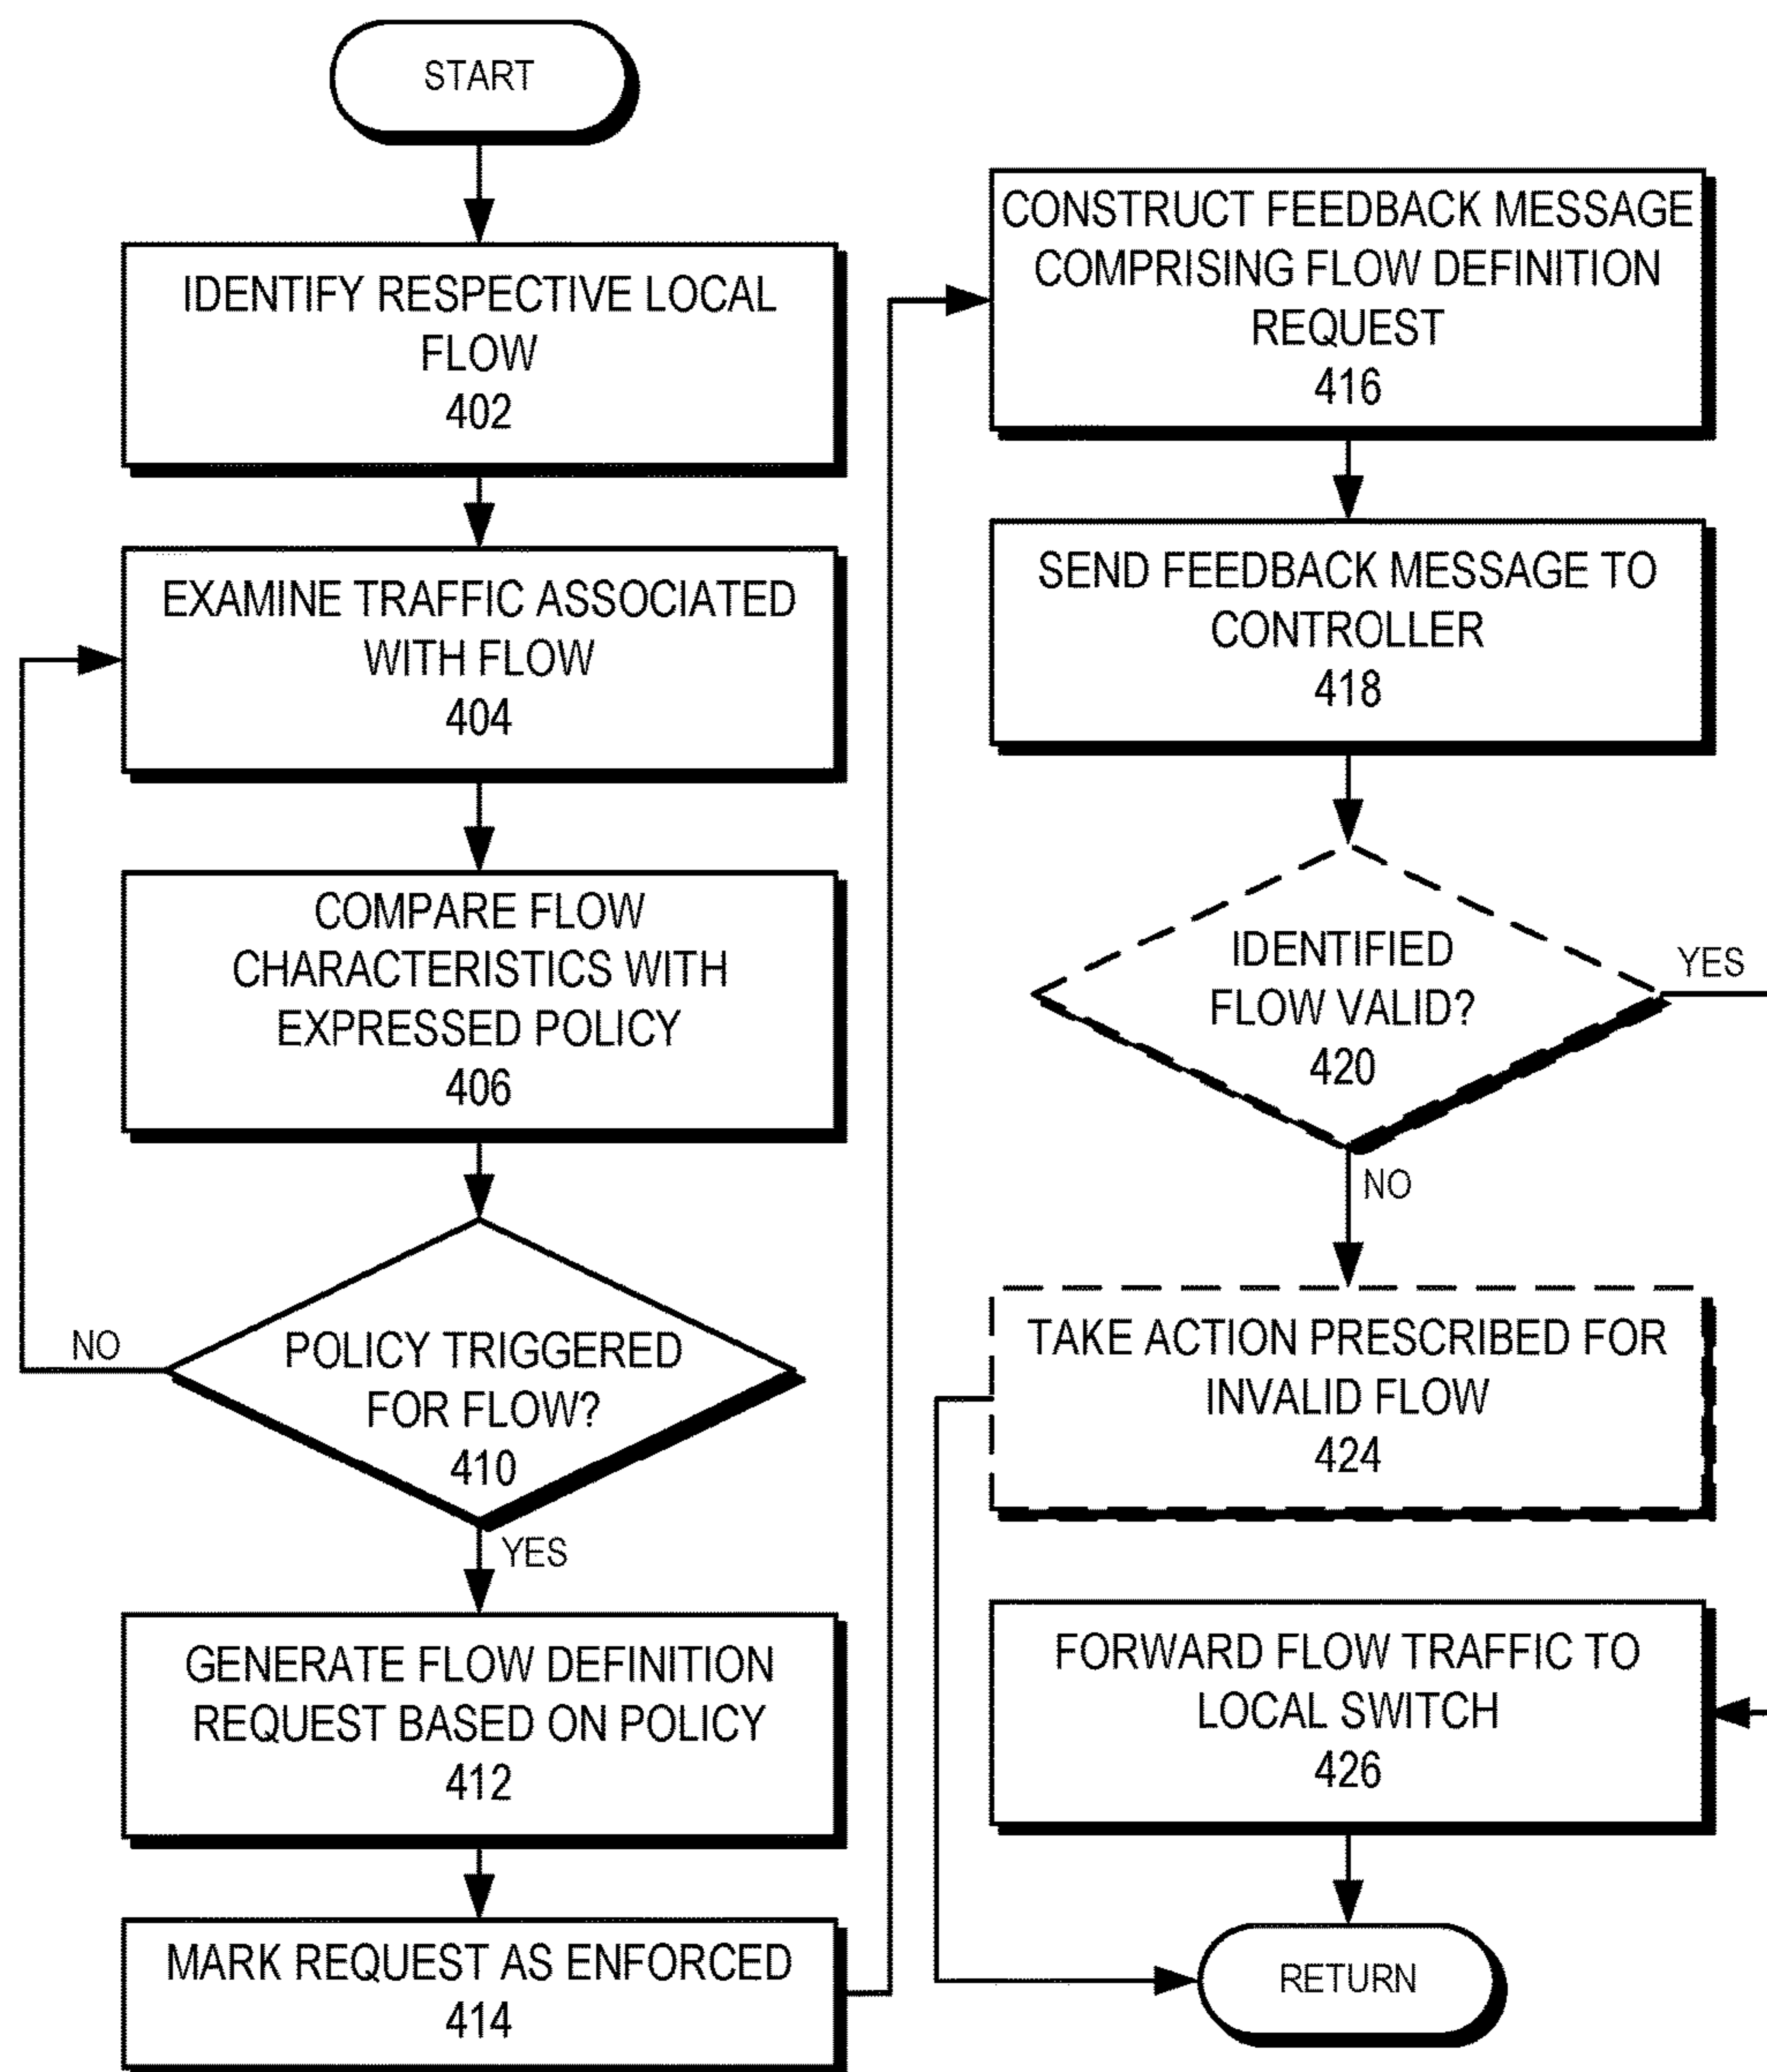 START
IDENTIFY RESPECTIVE LOCAL
FLOW
402
EXAMINE TRAFFIC ASSOCIATED
WITH FLOW
404
COMPARE FLOW
CHARACTERISTICS WITH
EXPRESSED POLICY
406
NO
POLICY TRIGGERED
FOR FLOW?
410
YES
GENERATE FLOW DEFINITION
REQUEST BASED ON POLICY
412
MARK REQUEST AS ENFORCED
414
CONSTRUCT FEEDBACK MESSAGE
COMPRISING FLOW DEFINITION
REQUEST
416
SEND FEEDBACK MESSAGE TO
CONTROLLER
418
IDENTIFIED
FLOW VALID?
420
YES
NO
TAKE ACTION PRESCRIBED FOR
INVALID FLOW
424
FORWARD FLOW TRAFFIC TO
LOCAL SWITCH
426
RETURN